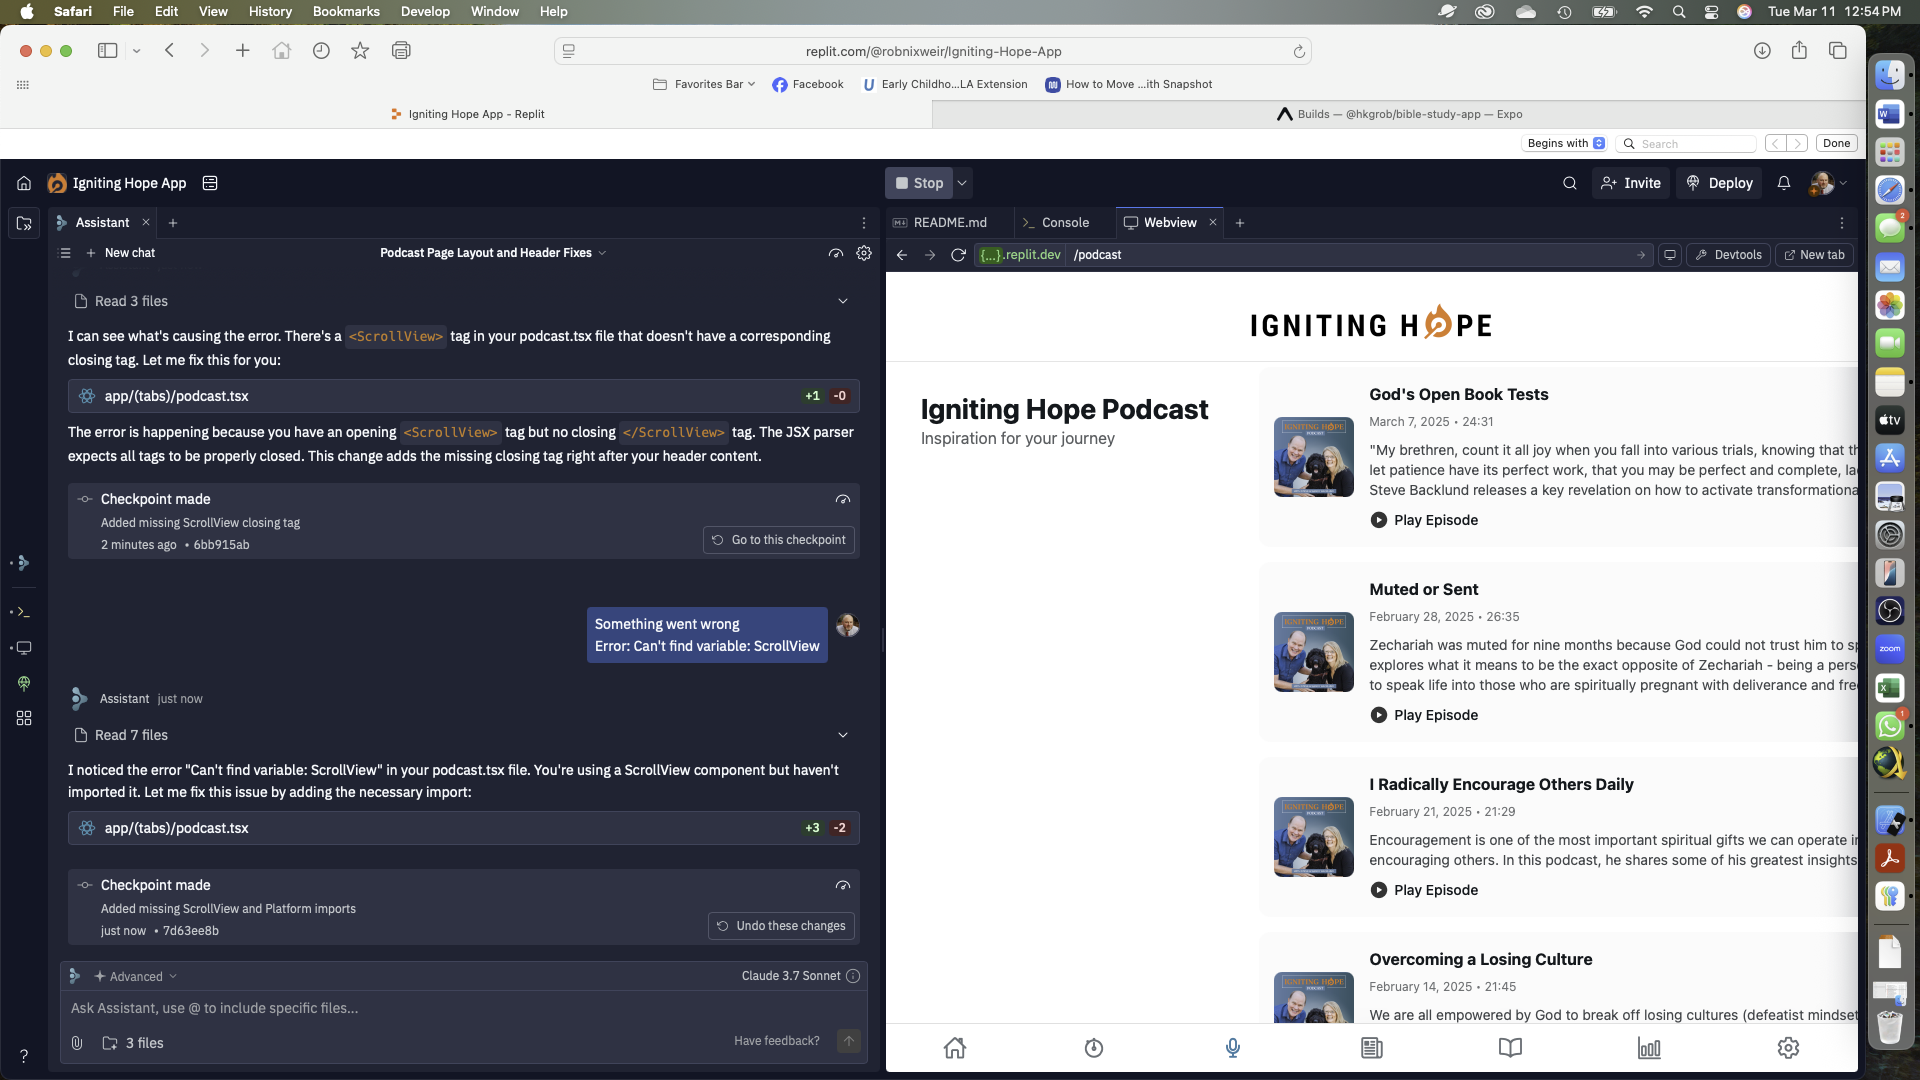 Safari File Edit View History Bookmarks Develop Window Help
Tue Mar 11 12:54 PM
replit.com/@robnixweir/Igniting-Hope-App
Favorites Bar
Facebook
Early Childho...LA Extension
How to Move ...ith Snapshot
Igniting Hope App - Replit
Builds — @hkgrob/bible-study-app — Expo
Begins with
Search
Done
Igniting Hope App
Stop
Invite
Deploy
Assistant
README.md
Console
Webview
New chat
Podcast Page Layout and Header Fixes
{...}.replit.dev
/podcast
Devtools
New tab
Read 3 files
I can see what's causing the error. There's a <ScrollView> tag in your podcast.tsx file that doesn't have a corresponding
closing tag. Let me fix this for you:
app/(tabs)/podcast.tsx
+1 -0
The error is happening because you have an opening <ScrollView> tag but no closing </ScrollView> tag. The JSX parser
expects all tags to be properly closed. This change adds the missing closing tag right after your header content.
Checkpoint made
Added missing ScrollView closing tag
2 minutes ago • 6bb915ab
Go to this checkpoint
Something went wrong
Error: Can't find variable: ScrollView
Assistant just now
Read 7 files
I noticed the error "Can't find variable: ScrollView" in your podcast.tsx file. You're using a ScrollView component but haven't
imported it. Let me fix this issue by adding the necessary import:
app/(tabs)/podcast.tsx
+3 -2
Checkpoint made
Added missing ScrollView and Platform imports
just now • 7d63ee8b
Undo these changes
Advanced
Claude 3.7 Sonnet
Ask Assistant, use @ to include specific files...
3 files
Have feedback?
IGNITING HOPE
Igniting Hope Podcast
Inspiration for your journey
God's Open Book Tests
March 7, 2025 • 24:31
"My brethren, count it all joy when you fall into various trials, knowing that th
let patience have its perfect work, that you may be perfect and complete, la
Steve Backlund releases a key revelation on how to activate transformationa
Play Episode
Muted or Sent
February 28, 2025 • 26:35
Zechariah was muted for nine months because God could not trust him to sp
explores what it means to be the exact opposite of Zechariah - being a pers
to speak life into those who are spiritually pregnant with deliverance and free
Play Episode
I Radically Encourage Others Daily
February 21, 2025 • 21:29
Encouragement is one of the most important spiritual gifts we can operate in
encouraging others. In this podcast, he shares some of his greatest insights
Play Episode
Overcoming a Losing Culture
February 14, 2025 • 21:45
We are all empowered by God to break off losing cultures (defeatist mindset
IGNITING HOPE
IGNITING HOPE
IGNITING HOPE
IGNITING HOPE
2
tv
zoom
1